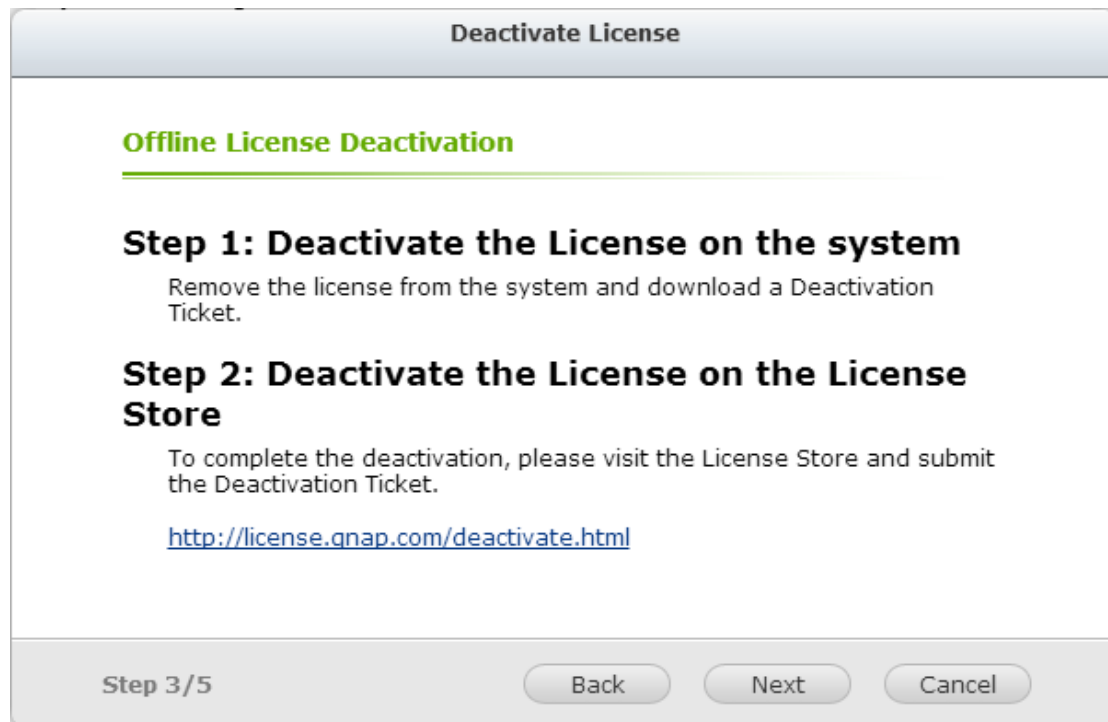 Deactivate License
Offline License Deactivation
Step 1: Deactivate the License on the system
Remove the license from the system and download a Deactivation
Ticket.
Step 2: Deactivate the License on the License
Store
To complete the deactivation, please visit the License Store and submit
the Deactivation Ticket.
http://license.qnap.com/deactivate.html
Step 3/5
Back
Next
Cancel